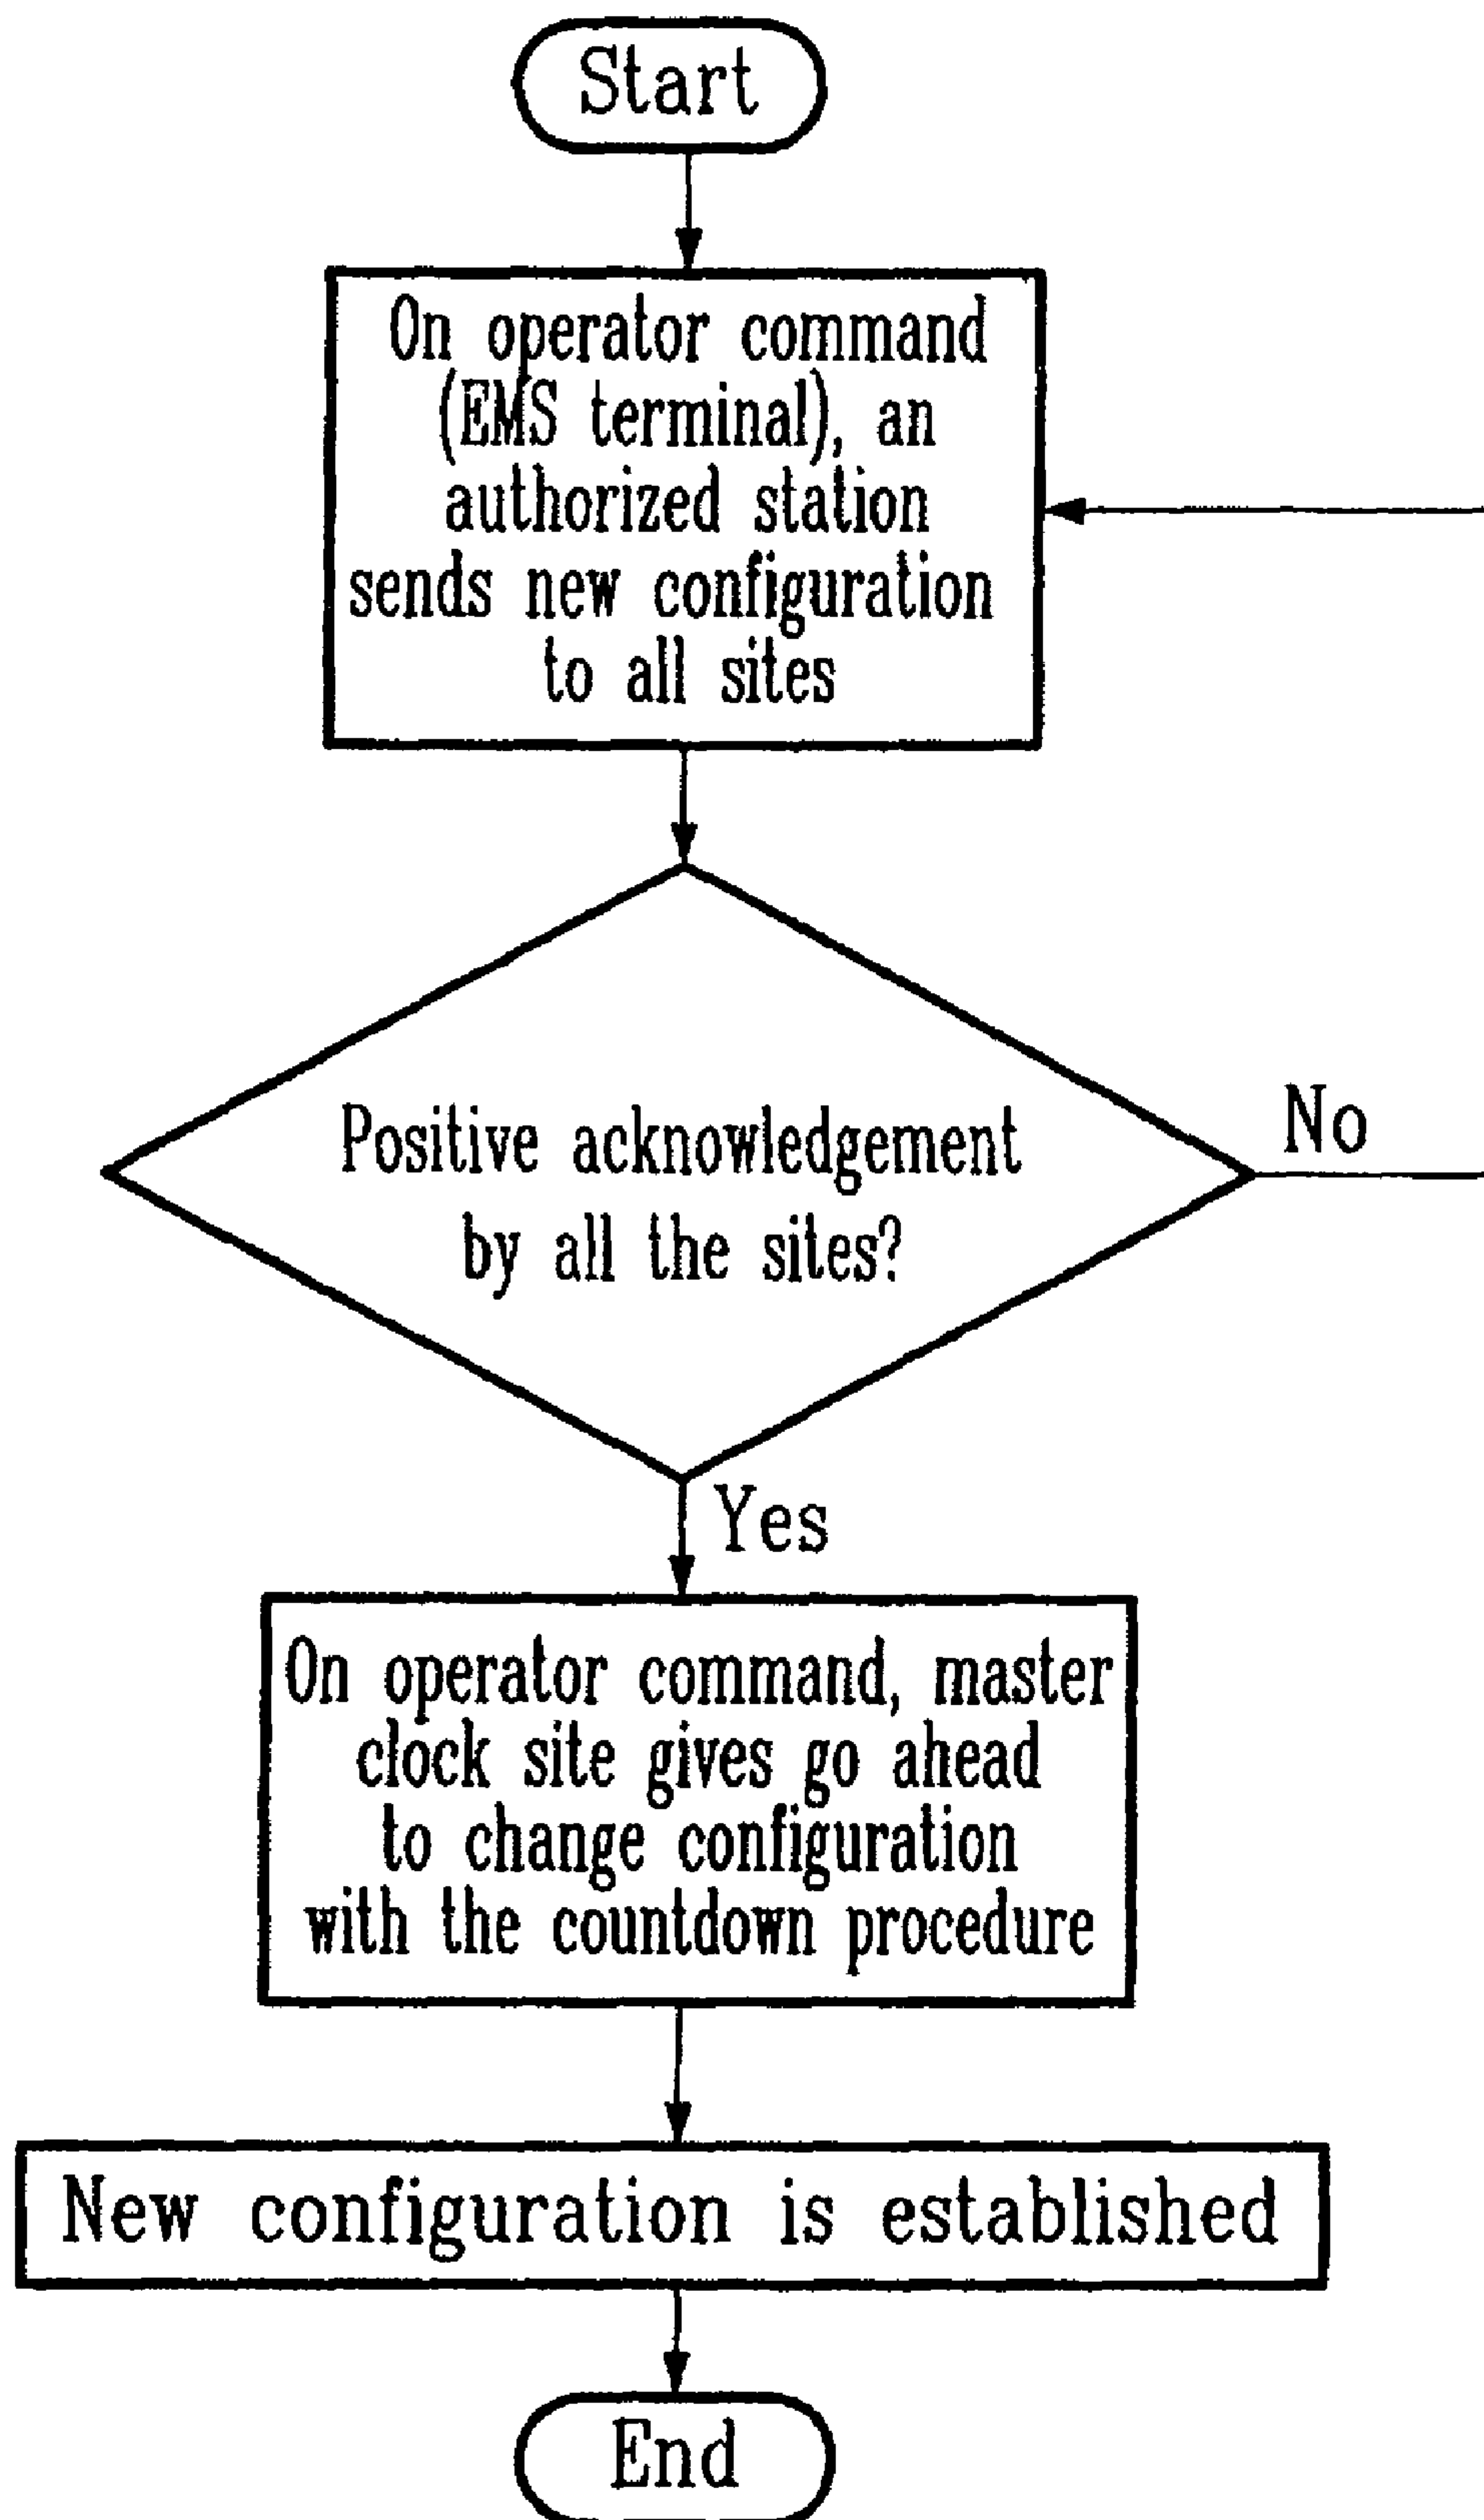 Start
On operator command
(EMS terminal), an
authorized station
sends new configuration
to all sites
Positive acknowledgement
by all the sites?
No
Yes
On operator command, master
clock site gives go ahead
to change configuration
with the countdown procedure
New configuration is established
End